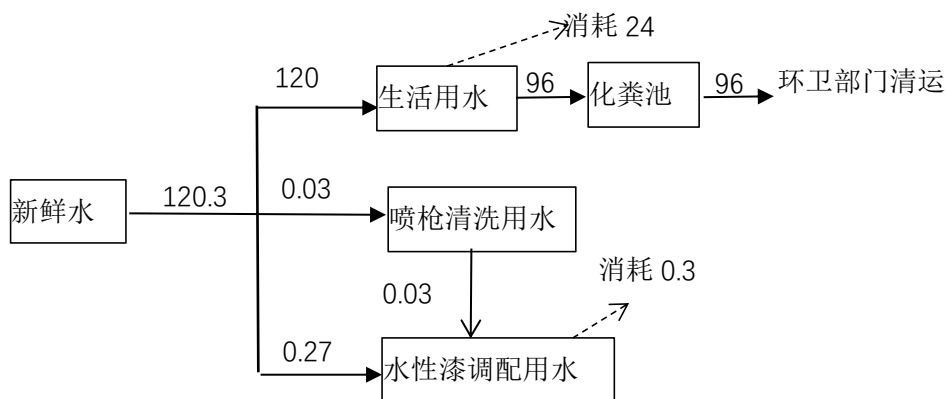 消耗 24
120
生活用水
96
化粪池
96
环卫部门清运
新鲜水
120.3
0.03
喷枪清洗用水
0.03
消耗 0.3
0.27
水性漆调配用水